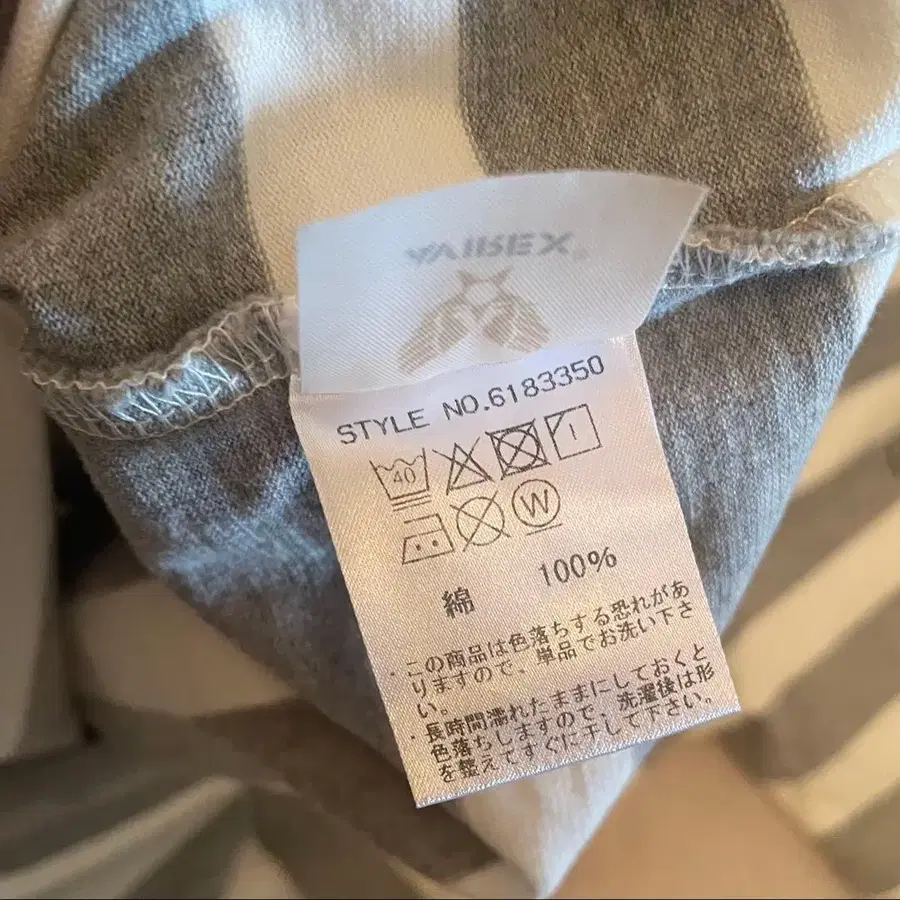 VAIREX
STYLE NO.6183350
40
W
綿 100%
・この商品は色落ちする恐れがあ
りますので、単品でお洗い下さ
い。
・長時間濡れたままにしておくと
色落ちしますので、洗濯後は形
を整えてすぐに干して下さい。